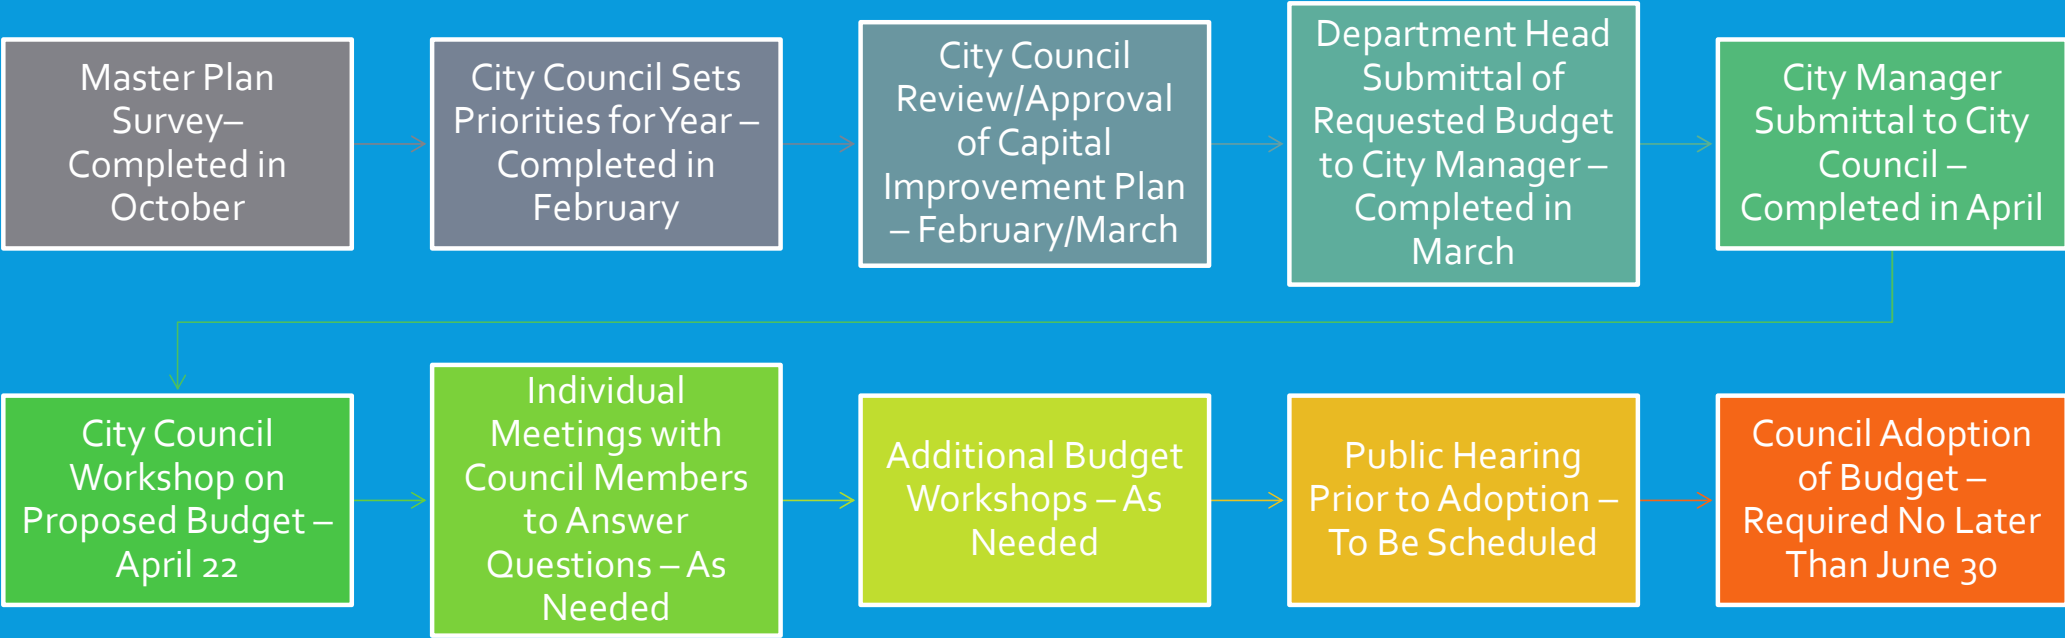 Master Plan
Survey–
Completed in
October
City Council Sets
Priorities for Year –
Completed in
February
City Council
Review/Approval
of Capital
Improvement Plan
– February/March
Department Head
Submittal of
Requested Budget
to City Manager –
Completed in
March
City Manager
Submittal to City
Council –
Completed in April
City Council
Workshop on
Proposed Budget –
April 22
Individual
Meetings with
Council Members
to Answer
Questions – As
Needed
Additional Budget
Workshops – As
Needed
Public Hearing
Prior to Adoption –
To Be Scheduled
Council Adoption
of Budget –
Required No Later
Than June 30